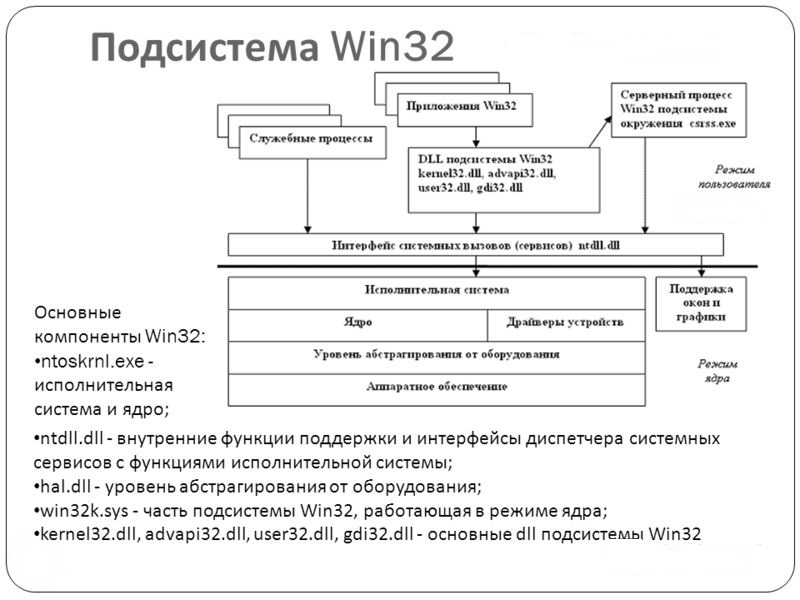 Подсистема Win32
Приложения Win32
Служебные процессы
Серверный процесс
Win32 подсистемы
окружения csrss.exe
DLL подсистемы Win32
kernel32.dll, advapi32.dll,
user32.dll, gdi32.dll
Режим
пользователя
Интерфейс системных вызовов (сервисов) ntdll.dll
Исполнительная система
Поддержка
окон и
графики
Ядро
Драйверы устройств
Уровень абстрагирования от оборудования
Режим
ядра
Аппаратное обеспечение
Основные
компоненты Win32:
•ntoskrnl.exe -
исполнительная
система и ядро;
•ntdll.dll - внутренние функции поддержки и интерфейсы диспетчера системных
сервисов с функциями исполнительной системы;
•hal.dll - уровень абстрагирования от оборудования;
•win32k.sys - часть подсистемы Win32, работающая в режиме ядра;
•kernel32.dll, advapi32.dll, user32.dll, gdi32.dll - основные dll подсистемы Win32